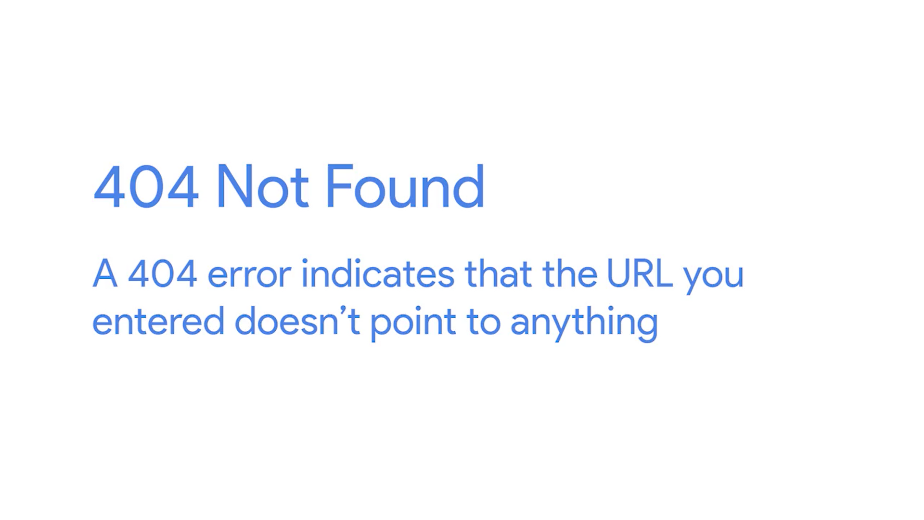 404 Not Found
A 404 error indicates that the URL you
entered doesn’t point to anything